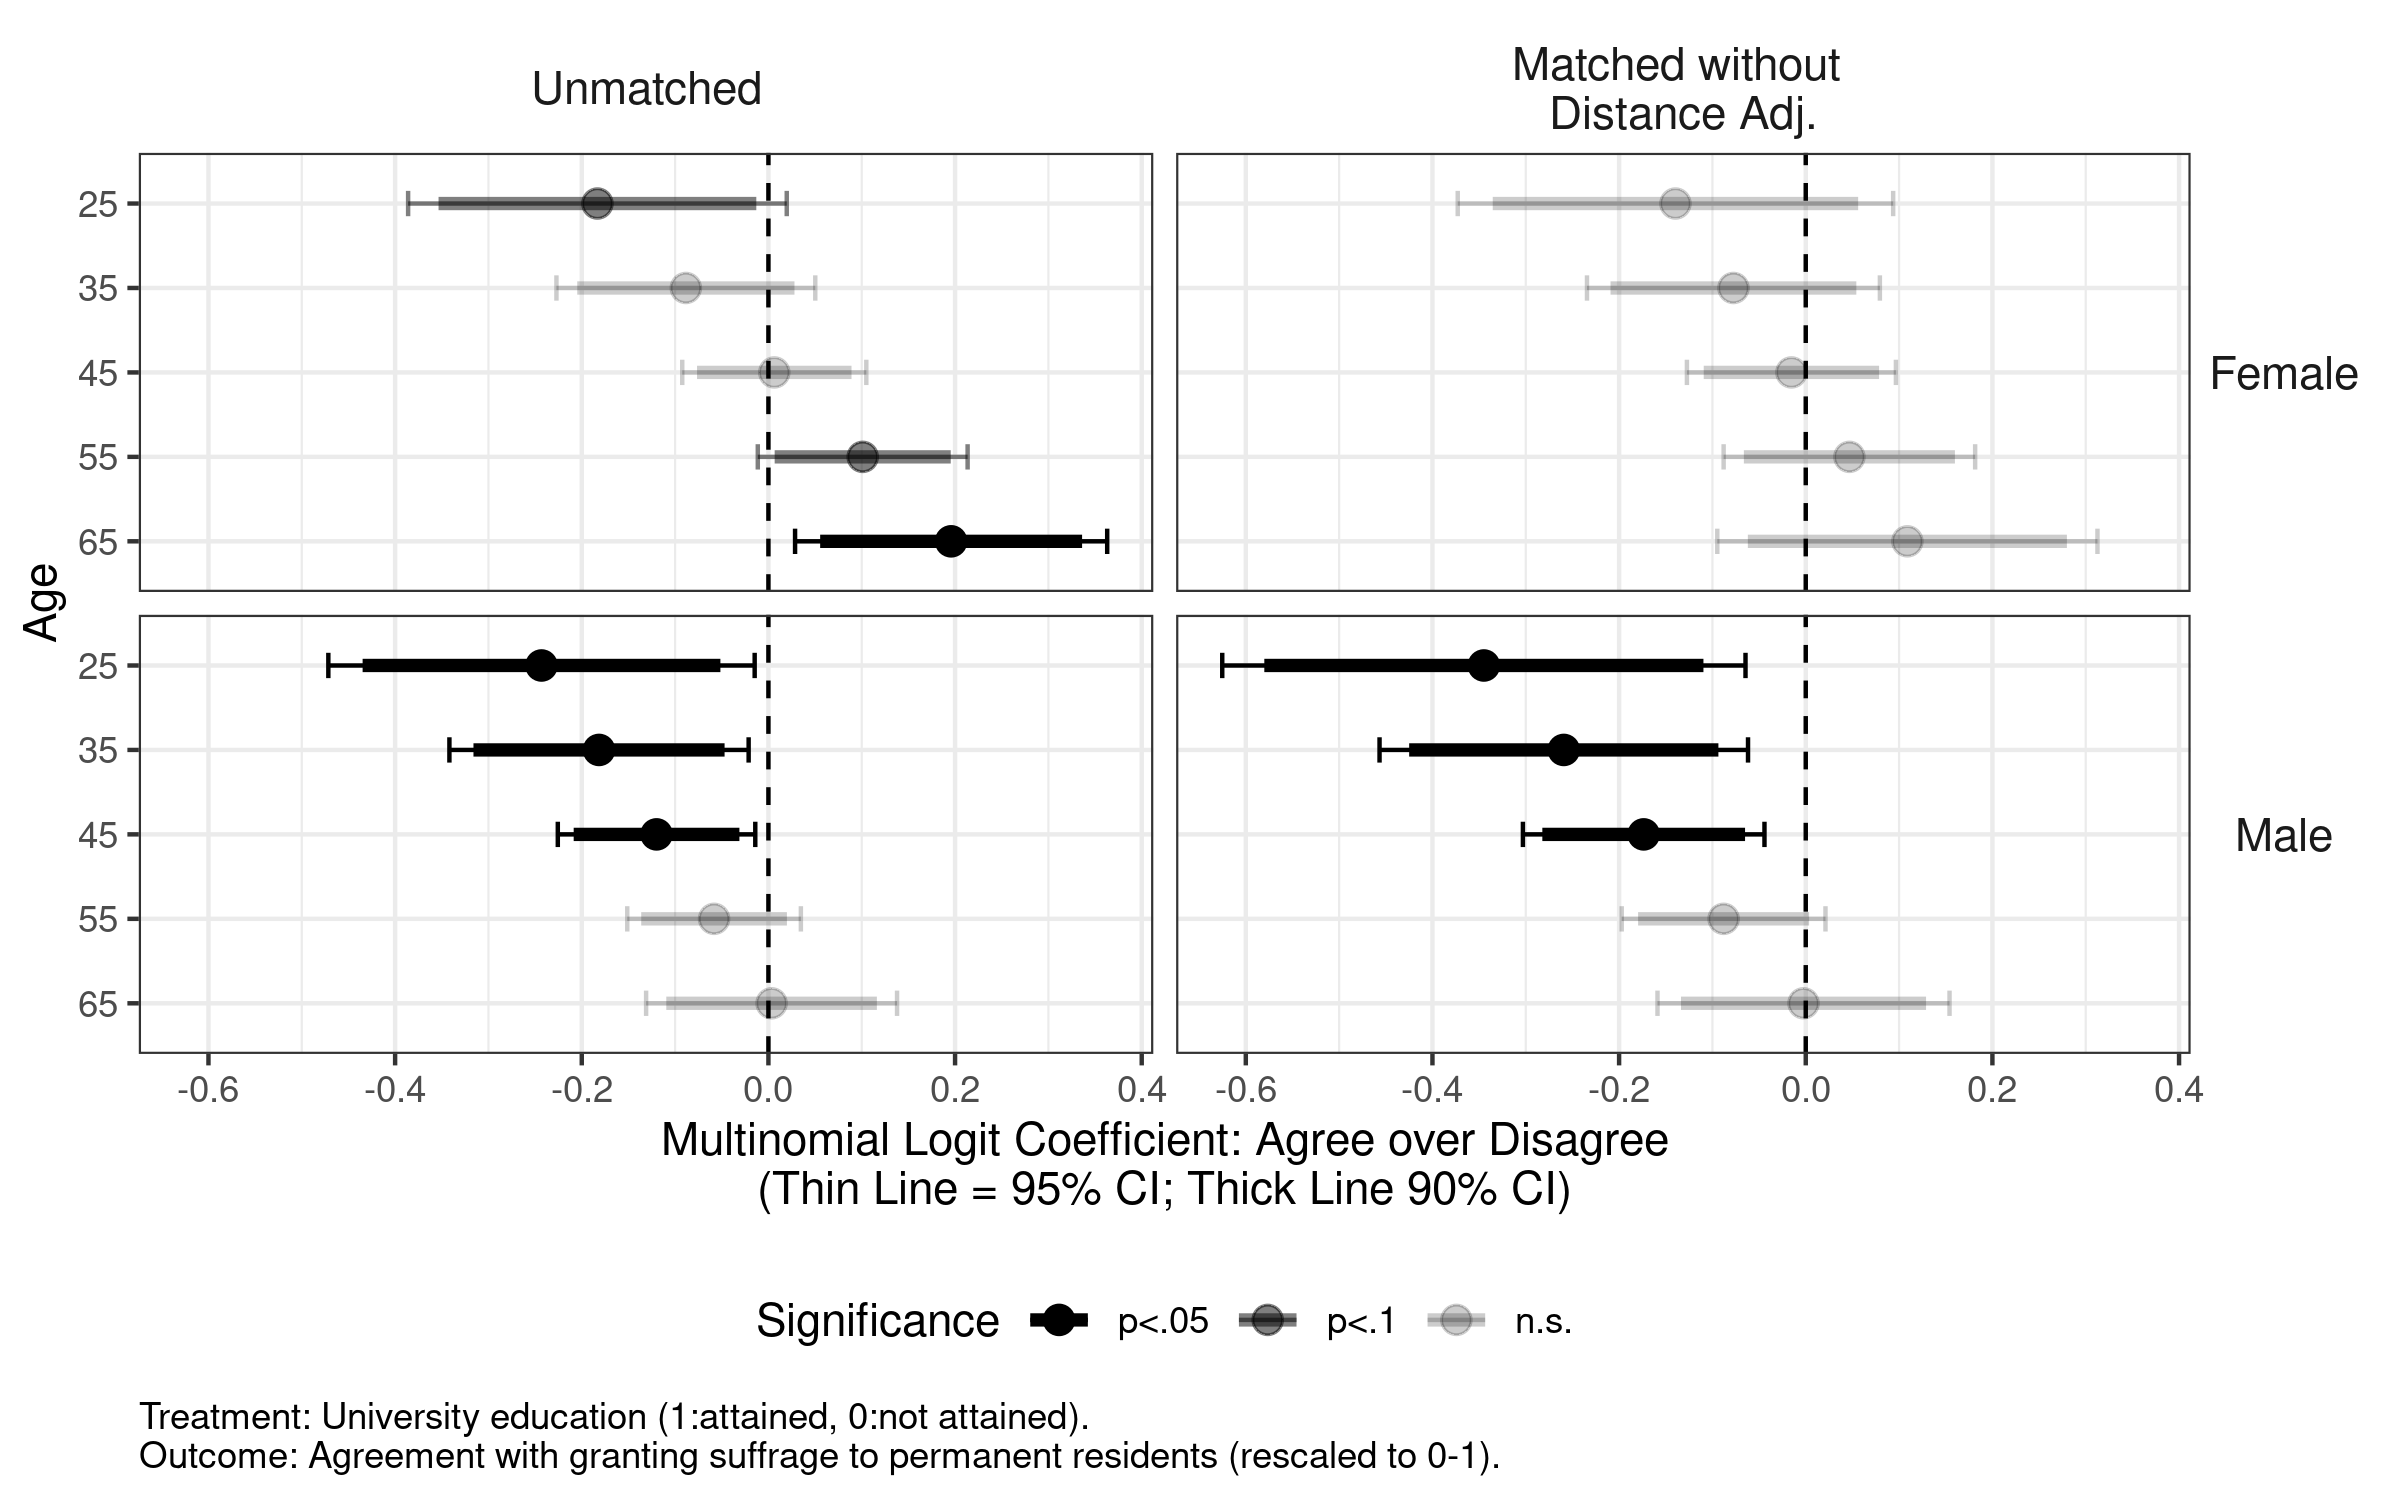 Unmatched
Matched without
Distance Adj.
25
35
45
55
65
Female
Age
25
35
45
55
65
Male
-0.6 -0.4 -0.2 0.0 0.2 0.4 -0.6 -0.4 -0.2 0.0 0.2 0.4
Multinomial Logit Coefficient: Agree over Disagree
(Thin Line = 95% CI; Thick Line 90% CI)
Significance p<.05 p<.1 n.s.
Treatment: University education (1:attained, 0:not attained).
Outcome: Agreement with granting suffrage to permanent residents (rescaled to 0-1).